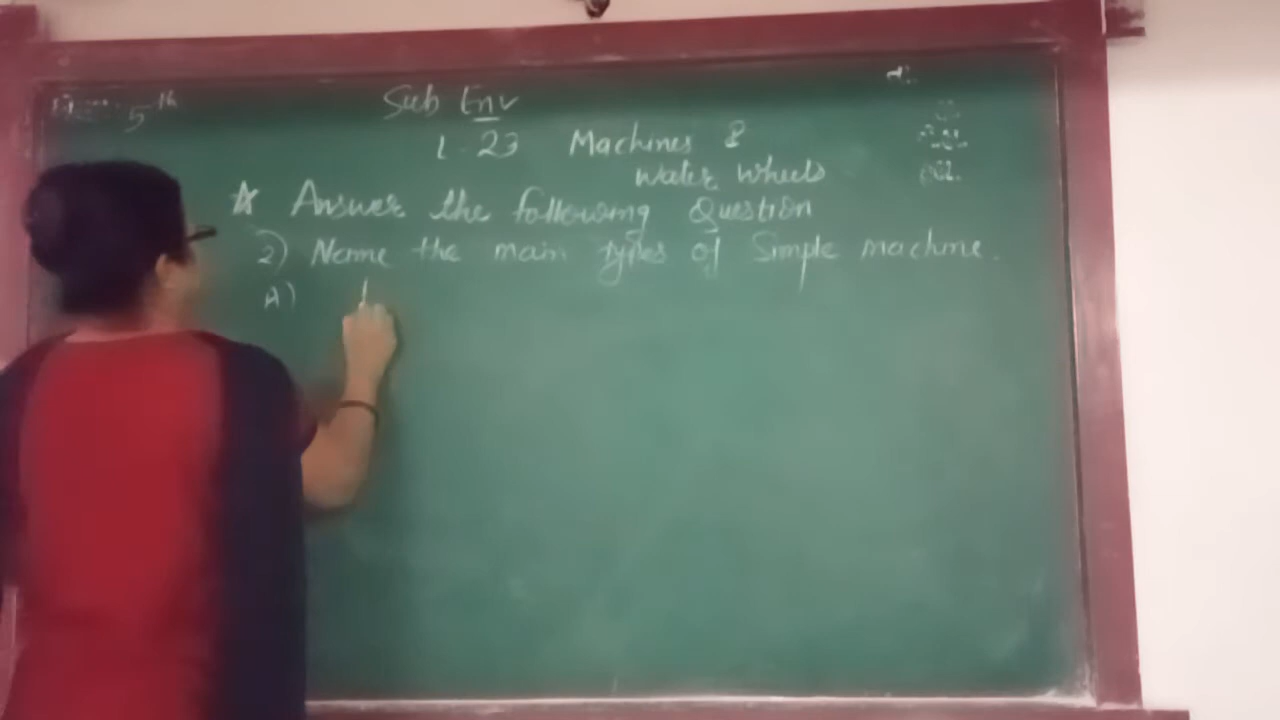 5th
Sub Env
L-23 Machines &
Water Wheels
* Answer the following Question
2) Name the main types of Simple machine.
A)